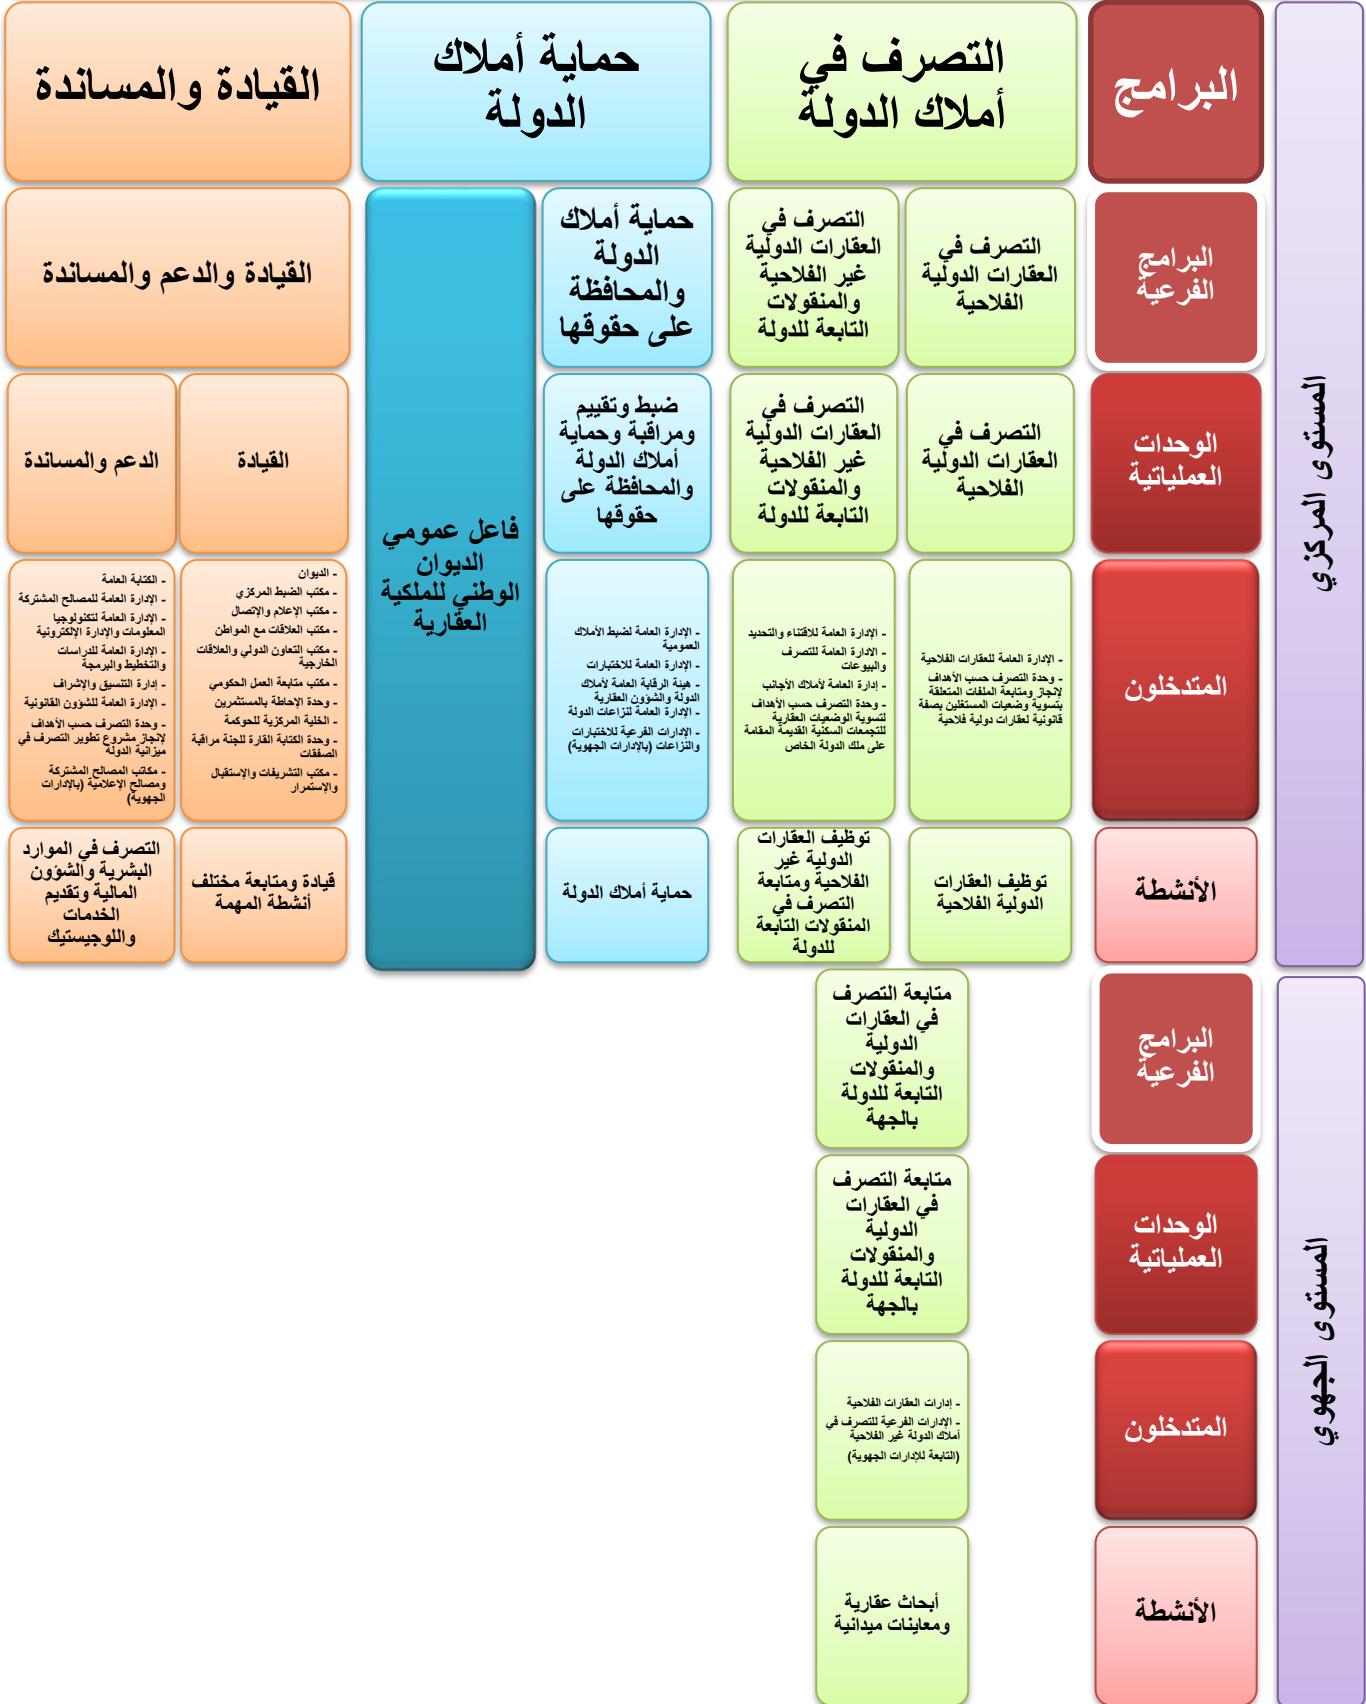 المستوى المركزي
البرامج
التصرف في
أملاك الدولة
حماية أملاك
الدولة
القيادة والمساندة
البرامج
الفرعية
التصرف في
العقارات الدولية
الفلاحية
التصرف في
العقارات الدولية
غير الفلاحية
والمنقولات
التابعة للدولة
حماية أملاك
الدولة
والمحافظة
على حقوقها
فاعل عمومي
الديوان
الوطني للملكية
العقارية
القيادة والدعم والمساندة
الوحدات
العملياتية
التصرف في
العقارات الدولية
الفلاحية
التصرف في
العقارات الدولية
غير الفلاحية
والمنقولات
التابعة للدولة
ضبط وتقييم
ومراقبة وحماية
أملاك الدولة
والمحافظة على
حقوقها
القيادة
الدعم والمساندة
المتدخلون
- الإدارة العامة للعقارات الفلاحية
- وحدة التصرف حسب الأهداف
لإنجاز ومتابعة الملفات المتعلقة
بتسوية وضعيات المستغلين بصفة
قانونية لعقارات دولية فلاحية
- الإدارة العامة للاقتناء والتحديد
- الادارة العامة للتصرف
والبيوعات
- إدارة العامة لأملاك الأجانب
- وحدة التصرف حسب الأهداف
لتسوية الوضعيات العقارية
للتجمعات السكنية القديمة المقامة
على ملك الدولة الخاص
- الإدارة العامة لضبط الأملاك
العمومية
- الإدارة العامة للاختبارات
- هيئة الرقابة العامة لأملاك
الدولة والشؤون العقارية
- الإدارة العامة لنزاعات الدولة
- الإدارات الفرعية للاختبارات
والنزاعات (بالإدارات الجهوية)
- الديوان
- مكتب الضبط المركزي
- مكتب الإعلام والإتصال
- مكتب العلاقات مع المواطن
- مكتب التعاون الدولي والعلاقات
الخارجية
- مكتب متابعة العمل الحكومي
- وحدة الإحاطة بالمستثمرين
- الخلية المركزية للحوكمة
- وحدة الكتابة القارة للجنة مراقبة
الصفقات
- مكتب التشريفات والإستقبال
والإستمرار
- الكتابة العامة
- الإدارة العامة للمصالح المشتركة
- الإدارة العامة لتكنولوجيا
المعلومات والإدارة الإلكترونية
- الإدارة العامة للدراسات
والتخطيط والبرمجة
- إدارة التنسيق والإشراف
- الإدارة العامة للشؤون القانونية
- وحدة التصرف حسب الأهداف
لإنجاز مشروع تطوير التصرف في
ميزانية الدولة
- مكاتب المصالح المشتركة
ومصالح الإعلامية (بالإدارات
الجهوية)
الأنشطة
توظيف العقارات
الدولية الفلاحية
توظيف العقارات
الدولية غير
الفلاحية ومتابعة
التصرف في
المنقولات التابعة
للدولة
حماية أملاك الدولة
قيادة ومتابعة مختلف
أنشطة المهمة
التصرف في الموارد
البشرية والشؤون
المالية وتقديم
الخدمات
واللوجيستيك
المستوى الجهوي
البرامج
الفرعية
متابعة التصرف
في العقارات
الدولية
والمنقولات
التابعة للدولة
بالجهة
الوحدات
العملياتية
متابعة التصرف
في العقارات
الدولية
والمنقولات
التابعة للدولة
بالجهة
المتدخلون
- إدارات العقارات الفلاحية
- الإدارات الفرعية للتصرف في
أملاك الدولة غير الفلاحية
(التابعة للإدارات الجهوية)
الأنشطة
أبحاث عقارية
ومعاينات ميدانية